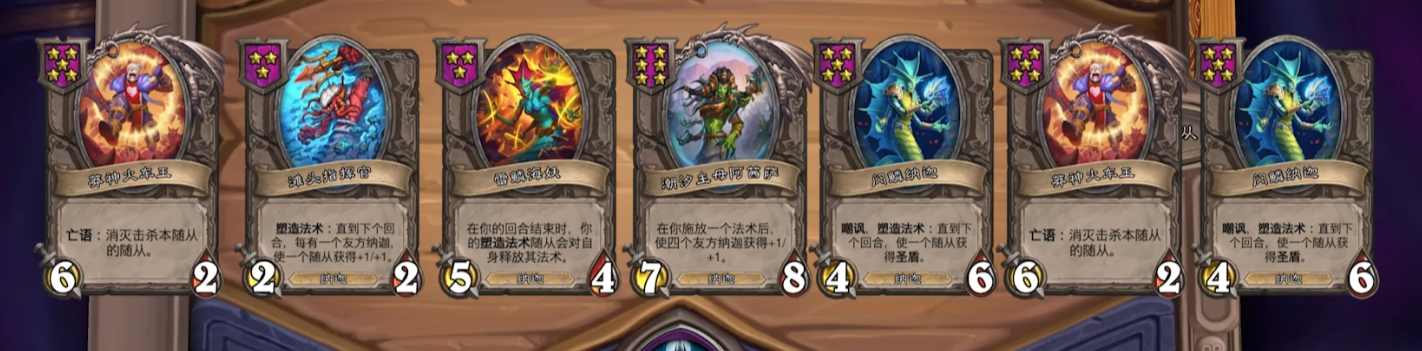 莽神火车王
亡语：消灭击杀本随从
的随从。
6
2
滩头指挥官
塑造法术：直到下个回
合，每有一个友方纳迦，
使一个随从获得+1/+1。
2
纳迦
2
雷鳞海妖
在你的回合结束时，你
的塑造法术随从会对自
身释放其法术。
5
纳迦
4
潮汐主母阿茜萨
在你施放一个法术后，
使四个友方纳迦获得+1/
+1。
7
纳迦
8
闪鳞纳迦
嘲讽，塑造法术：直到下
个回合，使一个随从获
得圣盾。
4
纳迦
6
莽神火车王
亡语：消灭击杀本随从
的随从。
6
2
从
闪鳞纳迦
嘲讽，塑造法术：直到下
个回合，使一个随从获
得圣盾。
4
纳迦
6